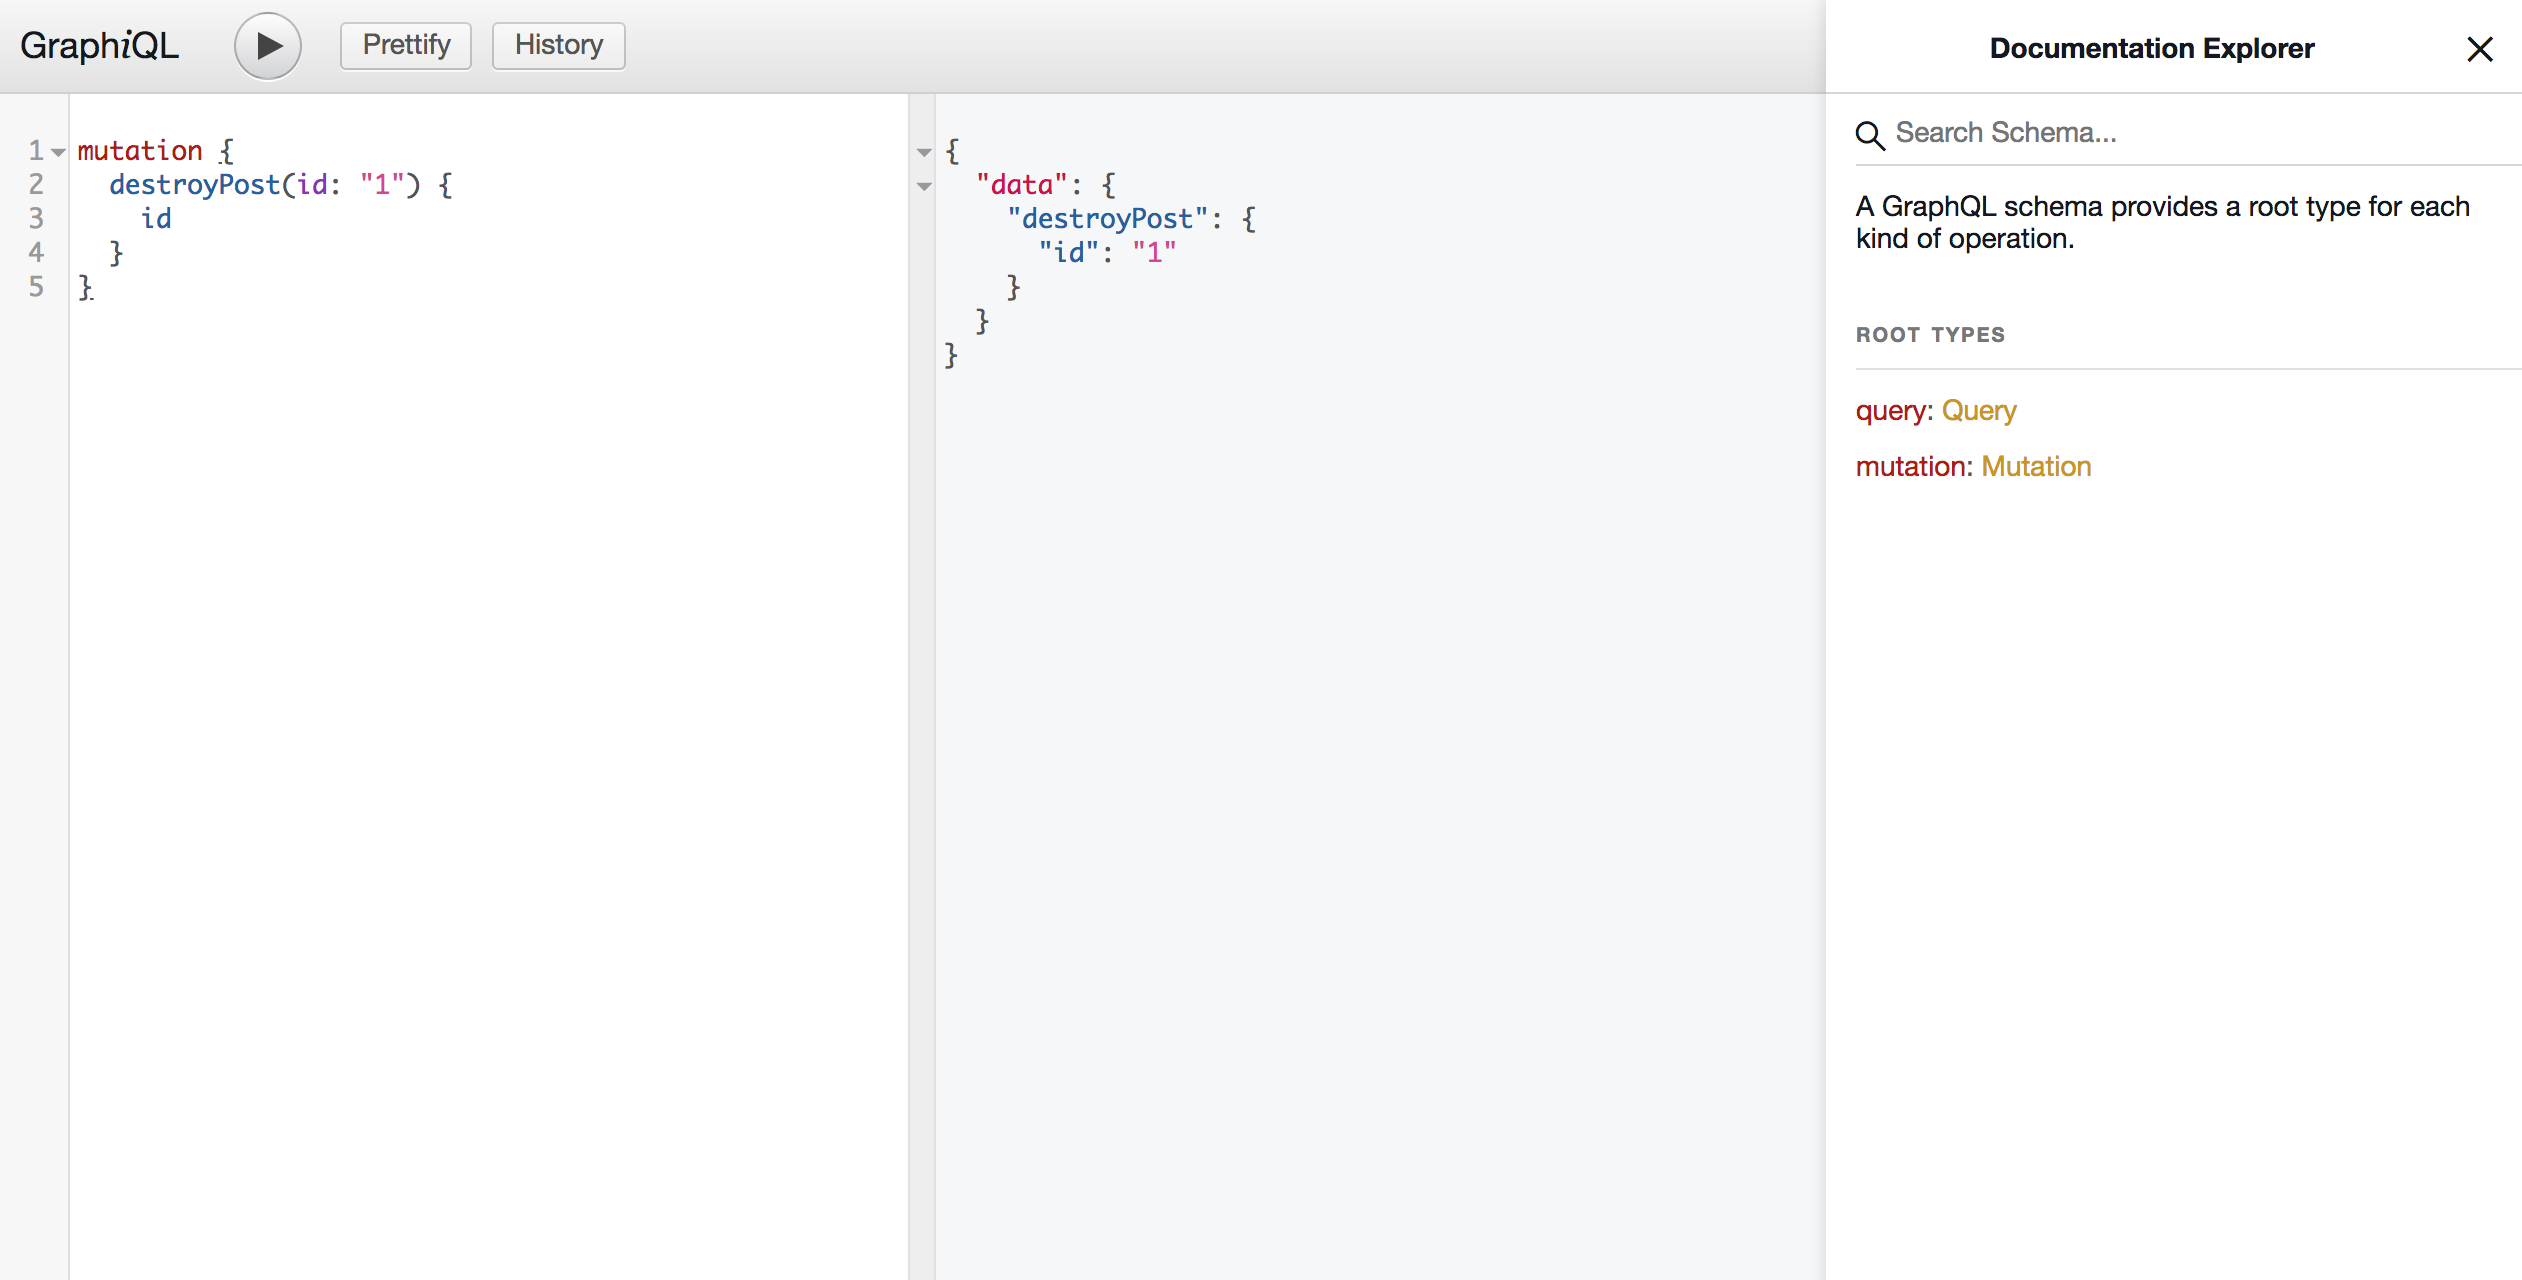 GraphiQL
Prettify
History
1 mutation {
2   destroyPost(id: "1") {
3     id
4   }
5 }
{
  "data": {
    "destroyPost": {
      "id": "1"
    }
  }
}
Documentation Explorer
Search Schema...
A GraphQL schema provides a root type for each
kind of operation.
ROOT TYPES
query: Query
mutation: Mutation